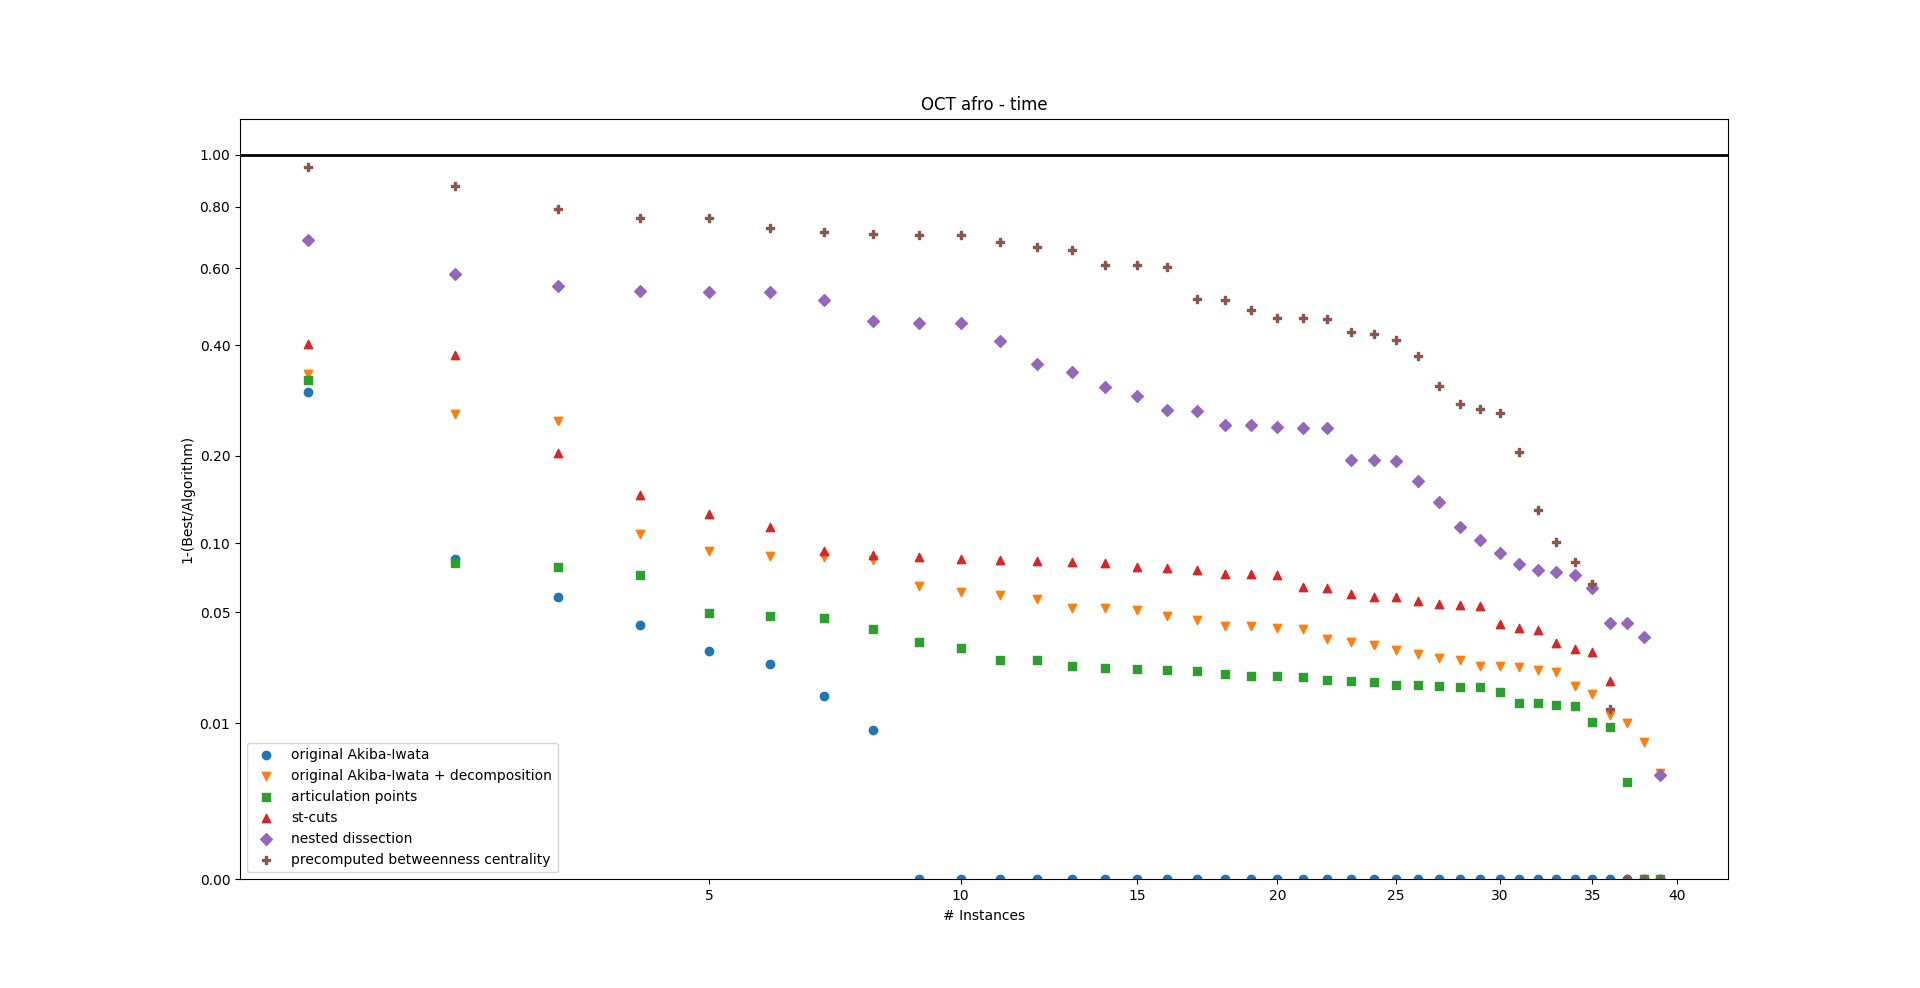 OCT afro - time
1-(Best/Algorithm)
1.00
0.80
0.60
0.40
0.20
0.10
0.05
0.01
0.00
original Akiba-Iwata
original Akiba-Iwata + decomposition
articulation points
st-cuts
nested dissection
precomputed betweenness centrality
5 10 15 20 25 30 35 40
# Instances